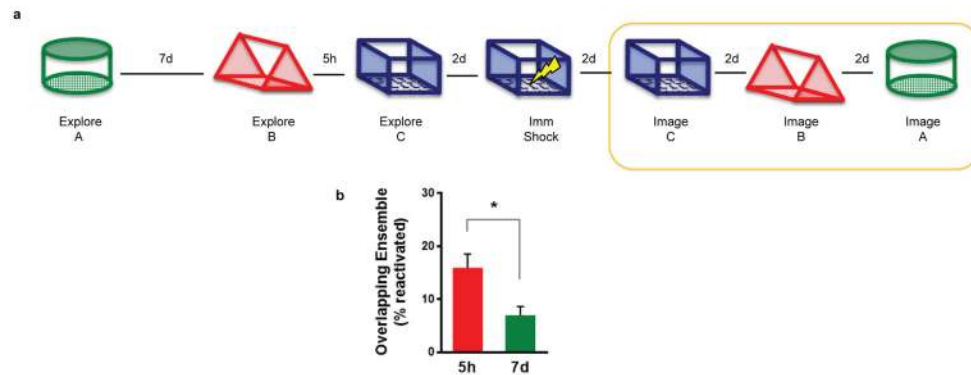 a
7d
5h
2d
2d
2d
2d
Explore
A
Explore
B
Explore
C
Imm
Shock
Image
C
Image
B
Image
A
b
Overlapping Ensemble
(% reactivated)
30
*
20
10
0
5h
7d